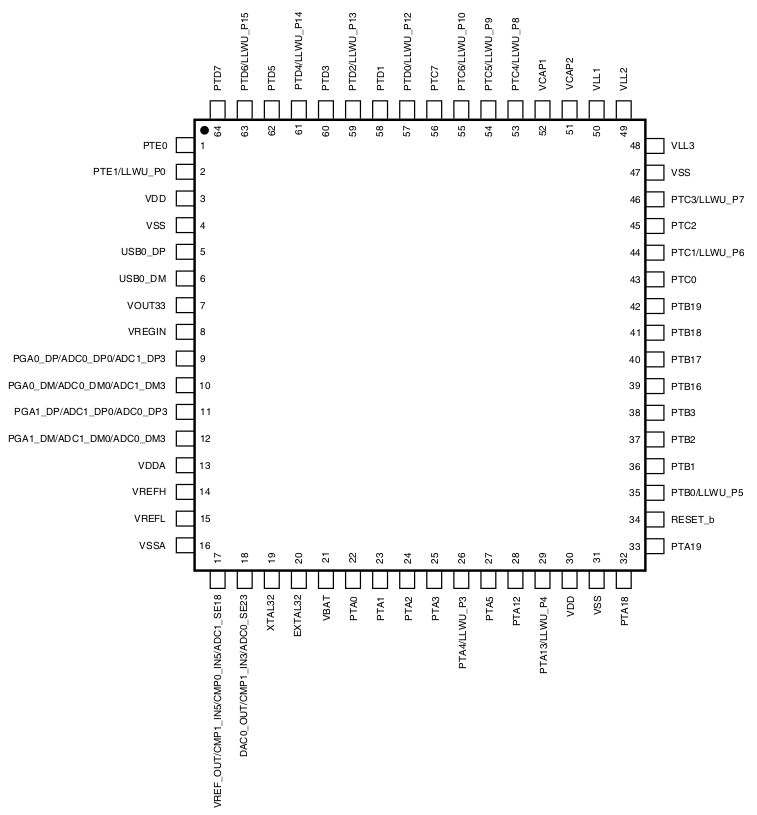 PTD7
PTD6/LLWU_P15
PTD5
PTD4/LLWU_P14
PTD3
PTD2/LLWU_P13
PTD1
PTD0/LLWU_P12
PTC7
PTC6/LLWU_P10
PTC5/LLWU_P9
PTC4/LLWU_P8
VCAP1
VCAP2
VLL1
VLL2
64
63
62
61
60
59
58
57
56
55
54
53
52
51
50
49
PTE0 1
PTE1/LLWU_P0 2
VDD 3
VSS 4
USB0_DP 5
USB0_DM 6
VOUT33 7
VREGIN 8
PGA0_DP/ADC0_DP0/ADC1_DP3 9
PGA0_DM/ADC0_DM0/ADC1_DM3 10
PGA1_DP/ADC1_DP0/ADC0_DP3 11
PGA1_DM/ADC1_DM0/ADC0_DM3 12
VDDA 13
VREFH 14
VREFL 15
VSSA 16
48 VLL3
47 VSS
46 PTC3/LLWU_P7
45 PTC2
44 PTC1/LLWU_P6
43 PTC0
42 PTB19
41 PTB18
40 PTB17
39 PTB16
38 PTB3
37 PTB2
36 PTB1
35 PTB0/LLWU_P5
34 RESET_b
33 PTA19
17
18
19
20
21
22
23
24
25
26
27
28
29
30
31
32
VREF_OUT/CMP1_IN5/CMP0_IN5/ADC1_SE18
DAC0_OUT/CMP1_IN3/ADC0_SE23
XTAL32
EXTAL32
VBAT
PTA0
PTA1
PTA2
PTA3
PTA4/LLWU_P3
PTA5
PTA12
PTA13/LLWU_P4
VDD
VSS
PTA18